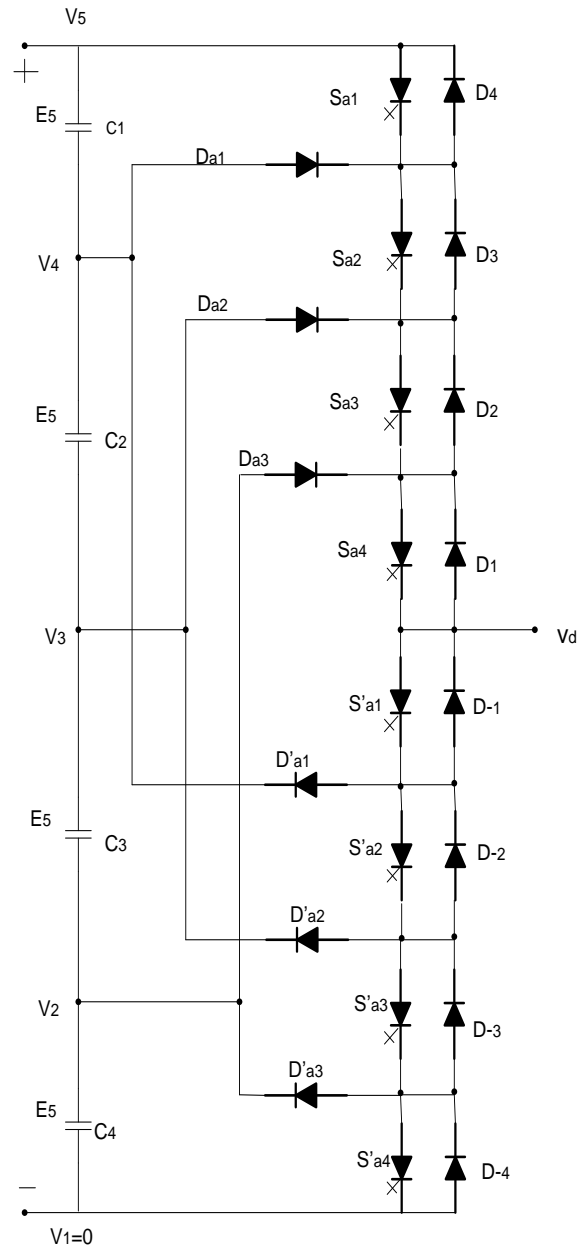 V5
+
Sa1
D4
E5
C1
Da1
V4
Sa2
D3
Da2
Sa3
D2
E5
C2
Da3
Sa4
D1
V3
Vd
S'a1
D-1
D'a1
E5
C3
S'a2
D-2
D'a2
V2
S'a3
D-3
D'a3
E5
C4
S'a4
D-4
−
V1=0